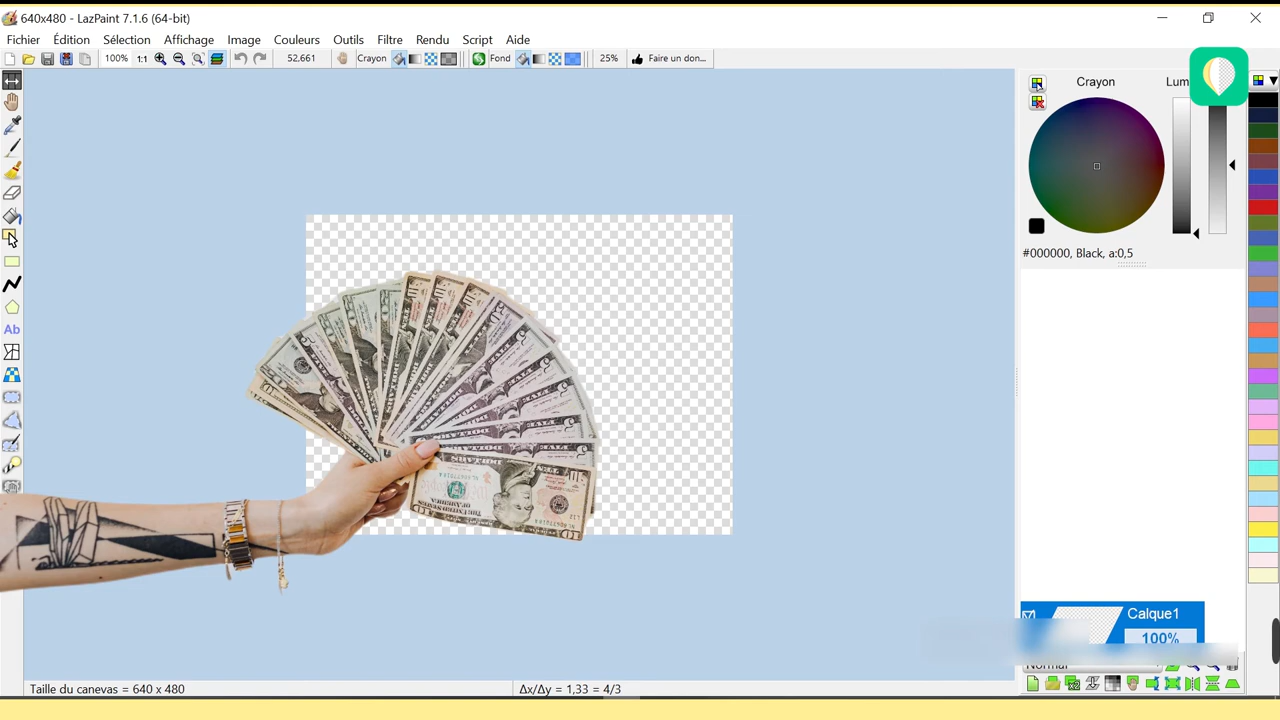 640x480 - LazPaint 7.1.6 (64-bit)
Fichier Édition Sélection Affichage Image Couleurs Outils Filtre Rendu Script Aide
100% 1:1 52.661 Crayon Fond 25% Faire un don...
Crayon Lum
#000000, Black, a:0,5
Ab
Calque1
100%
Normal
Taille du canevas = 640 x 480 Δx/Δy = 1,33 = 4/3